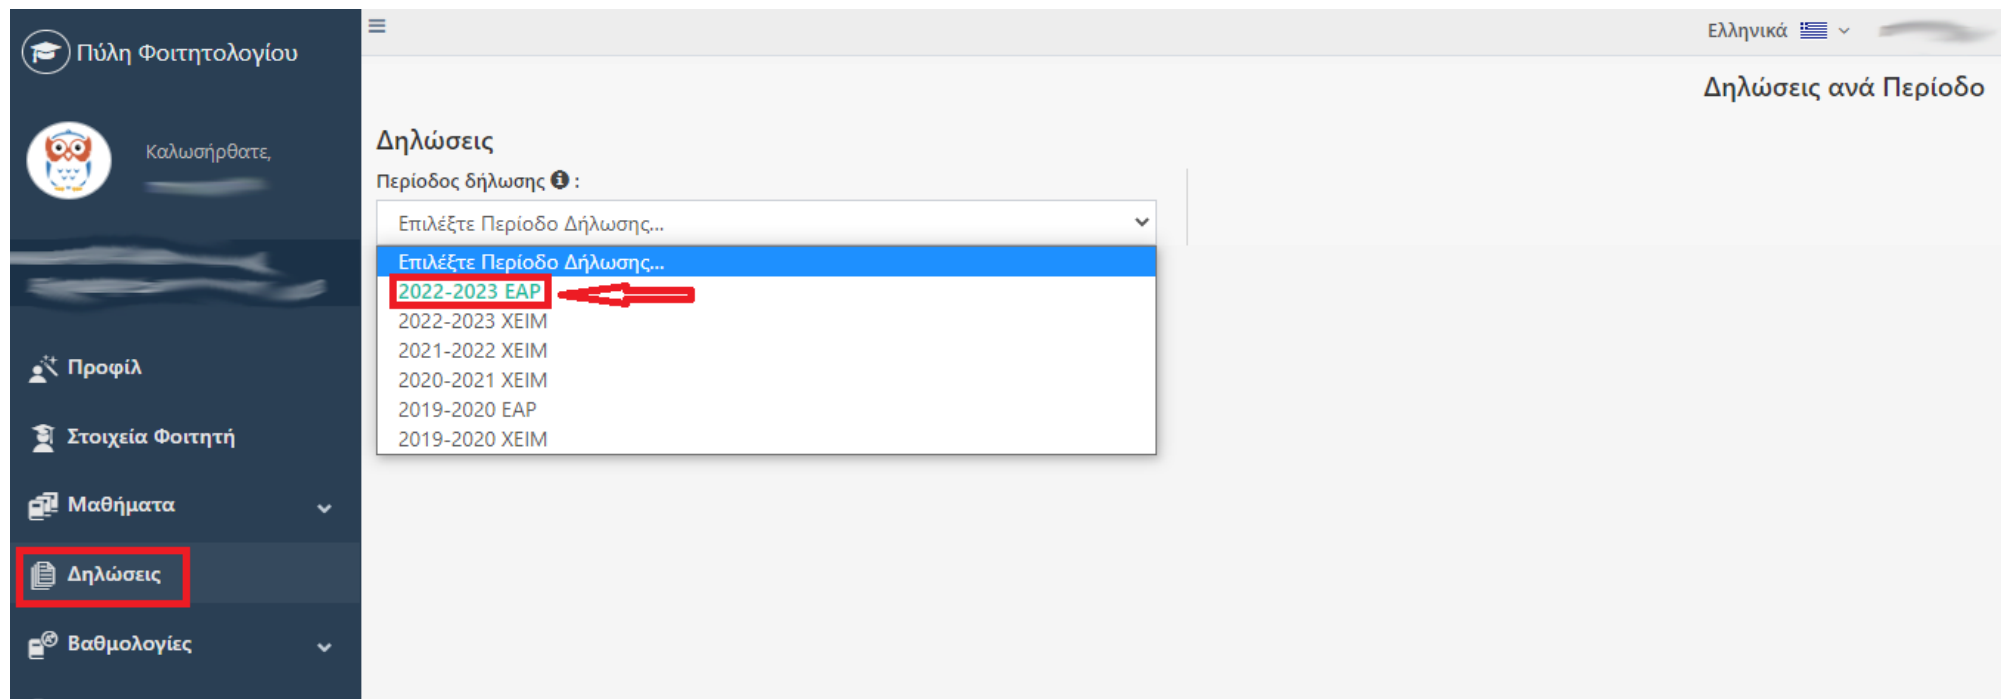 Πύλη Φοιτητολογίου
Καλωσήρθατε,
Προφίλ
Στοιχεία Φοιτητή
Μαθήματα
Δηλώσεις
Βαθμολογίες
Ελληνικά
Δηλώσεις ανά Περίοδο
Δηλώσεις
Περίοδος δήλωσης :
Επιλέξτε Περίοδο Δήλωσης...
Επιλέξτε Περίοδο Δήλωσης...
2022-2023 ΕΑΡ
2022-2023 ΧΕΙΜ
2021-2022 ΧΕΙΜ
2020-2021 ΧΕΙΜ
2019-2020 ΕΑΡ
2019-2020 ΧΕΙΜ